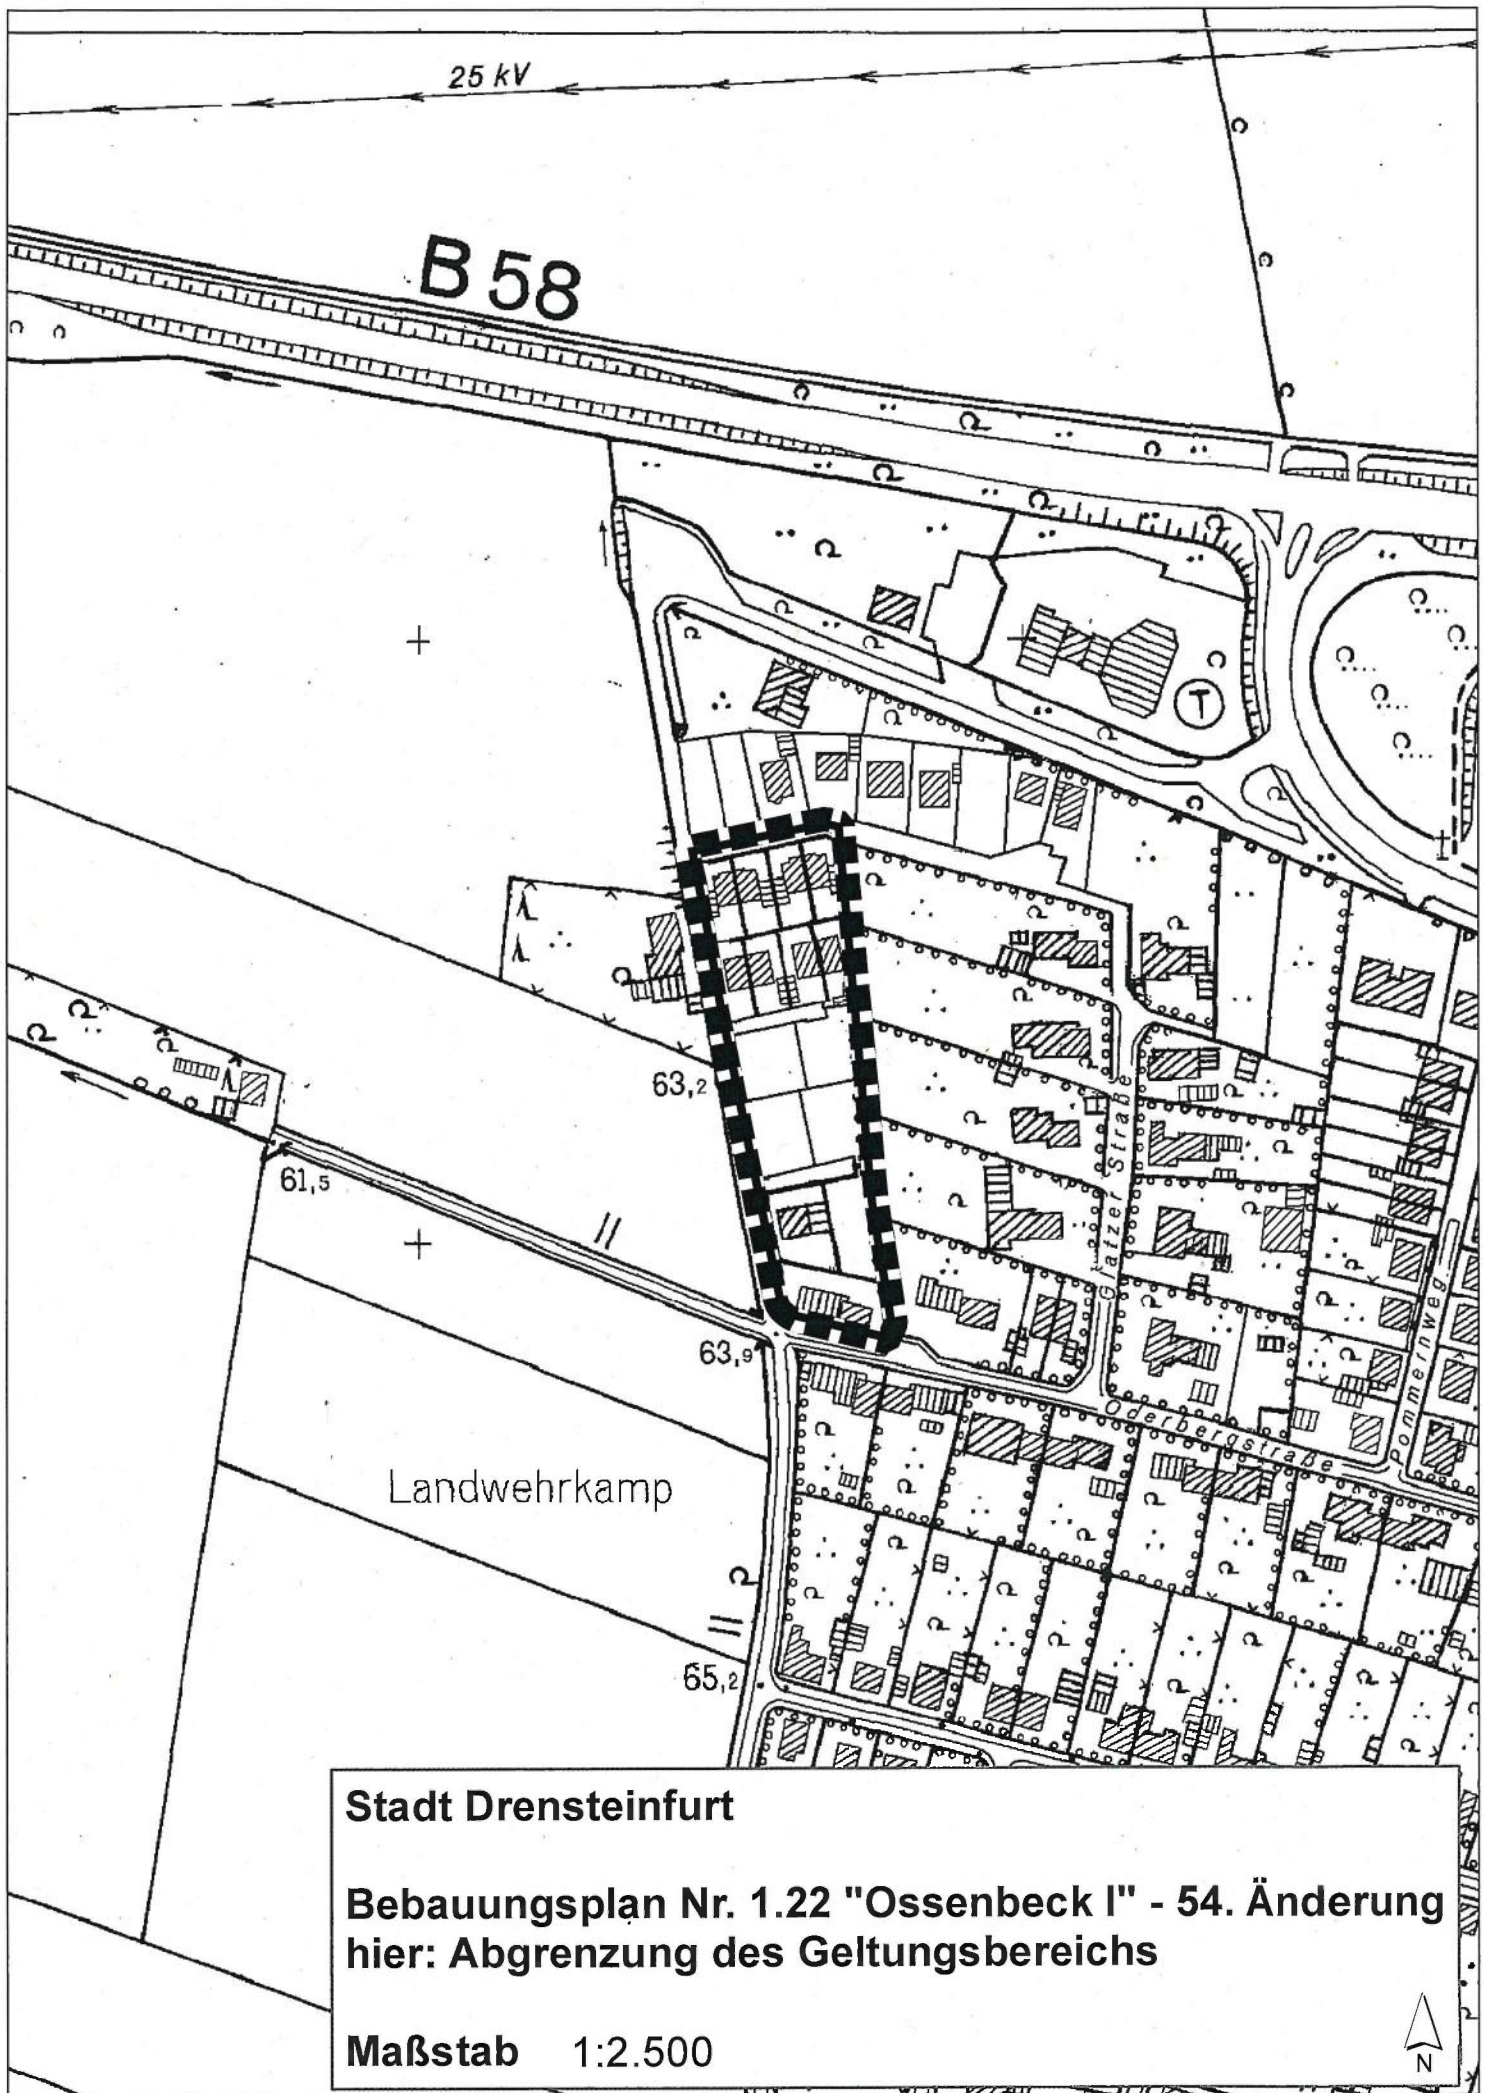 25 kV
B 58
T
63,2
61,5
Glatzer Straße
63,9
Pommernweg
Oderbergstraße
Landwehrkamp
65,2
Stadt Drensteinfurt
Bebauungsplan Nr. 1.22 "Ossenbeck I" - 54. Änderung
hier: Abgrenzung des Geltungsbereichs
Maßstab 1:2.500
N